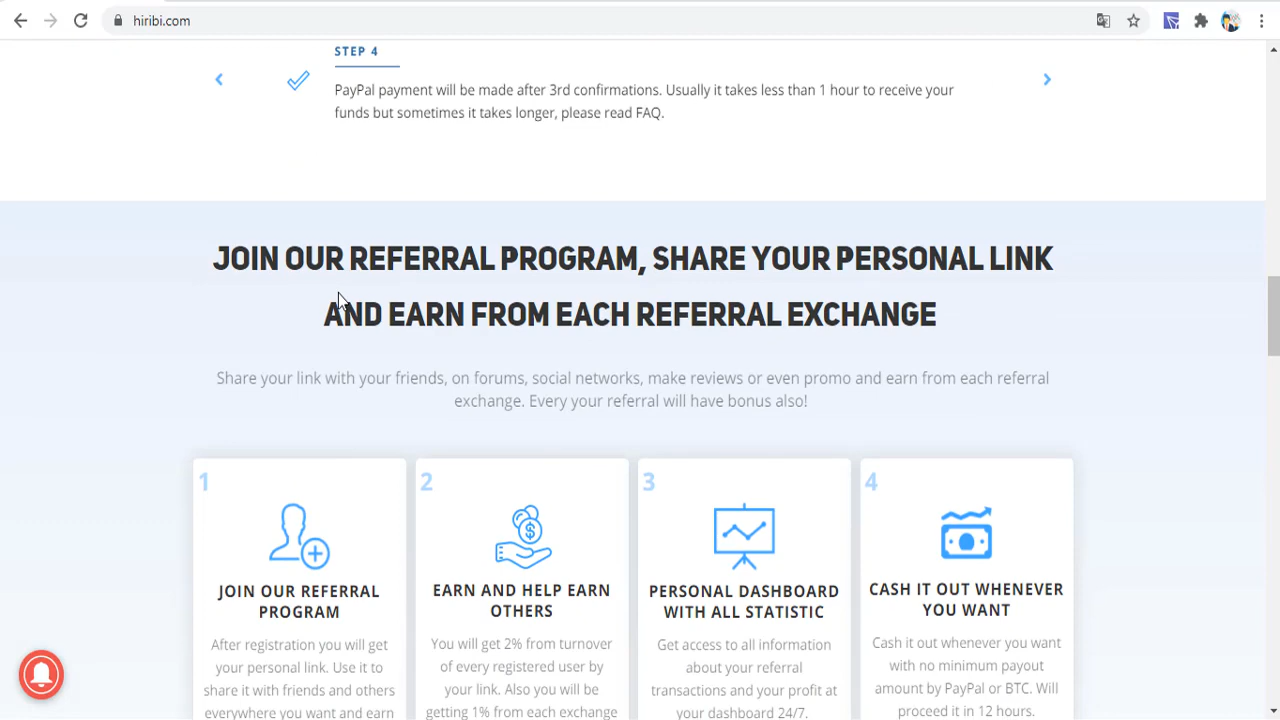 hiribi.com
STEP 4
PayPal payment will be made after 3rd confirmations. Usually it takes less than 1 hour to receive your
funds but sometimes it takes longer, please read FAQ.
JOIN OUR REFERRAL PROGRAM, SHARE YOUR PERSONAL LINK
AND EARN FROM EACH REFERRAL EXCHANGE
Share your link with your friends, on forums, social networks, make reviews or even promo and earn from each referral
exchange. Every your referral will have bonus also!
1
JOIN OUR REFERRAL
PROGRAM
After registration you will get
your personal link. Use it to
share it with friends and others
everywhere you want and earn
2
EARN AND HELP EARN
OTHERS
You will get 2% from turnover
of every registered user by
your link. Also you will be
getting 1% from each exchange
3
PERSONAL DASHBOARD
WITH ALL STATISTIC
Get access to all information
about your referral
transactions and your profit at
your dashboard 24/7.
4
CASH IT OUT WHENEVER
YOU WANT
Cash it out whenever you want
with no minimum payout
amount by PayPal or BTC. Will
proceed it in 12 hours.